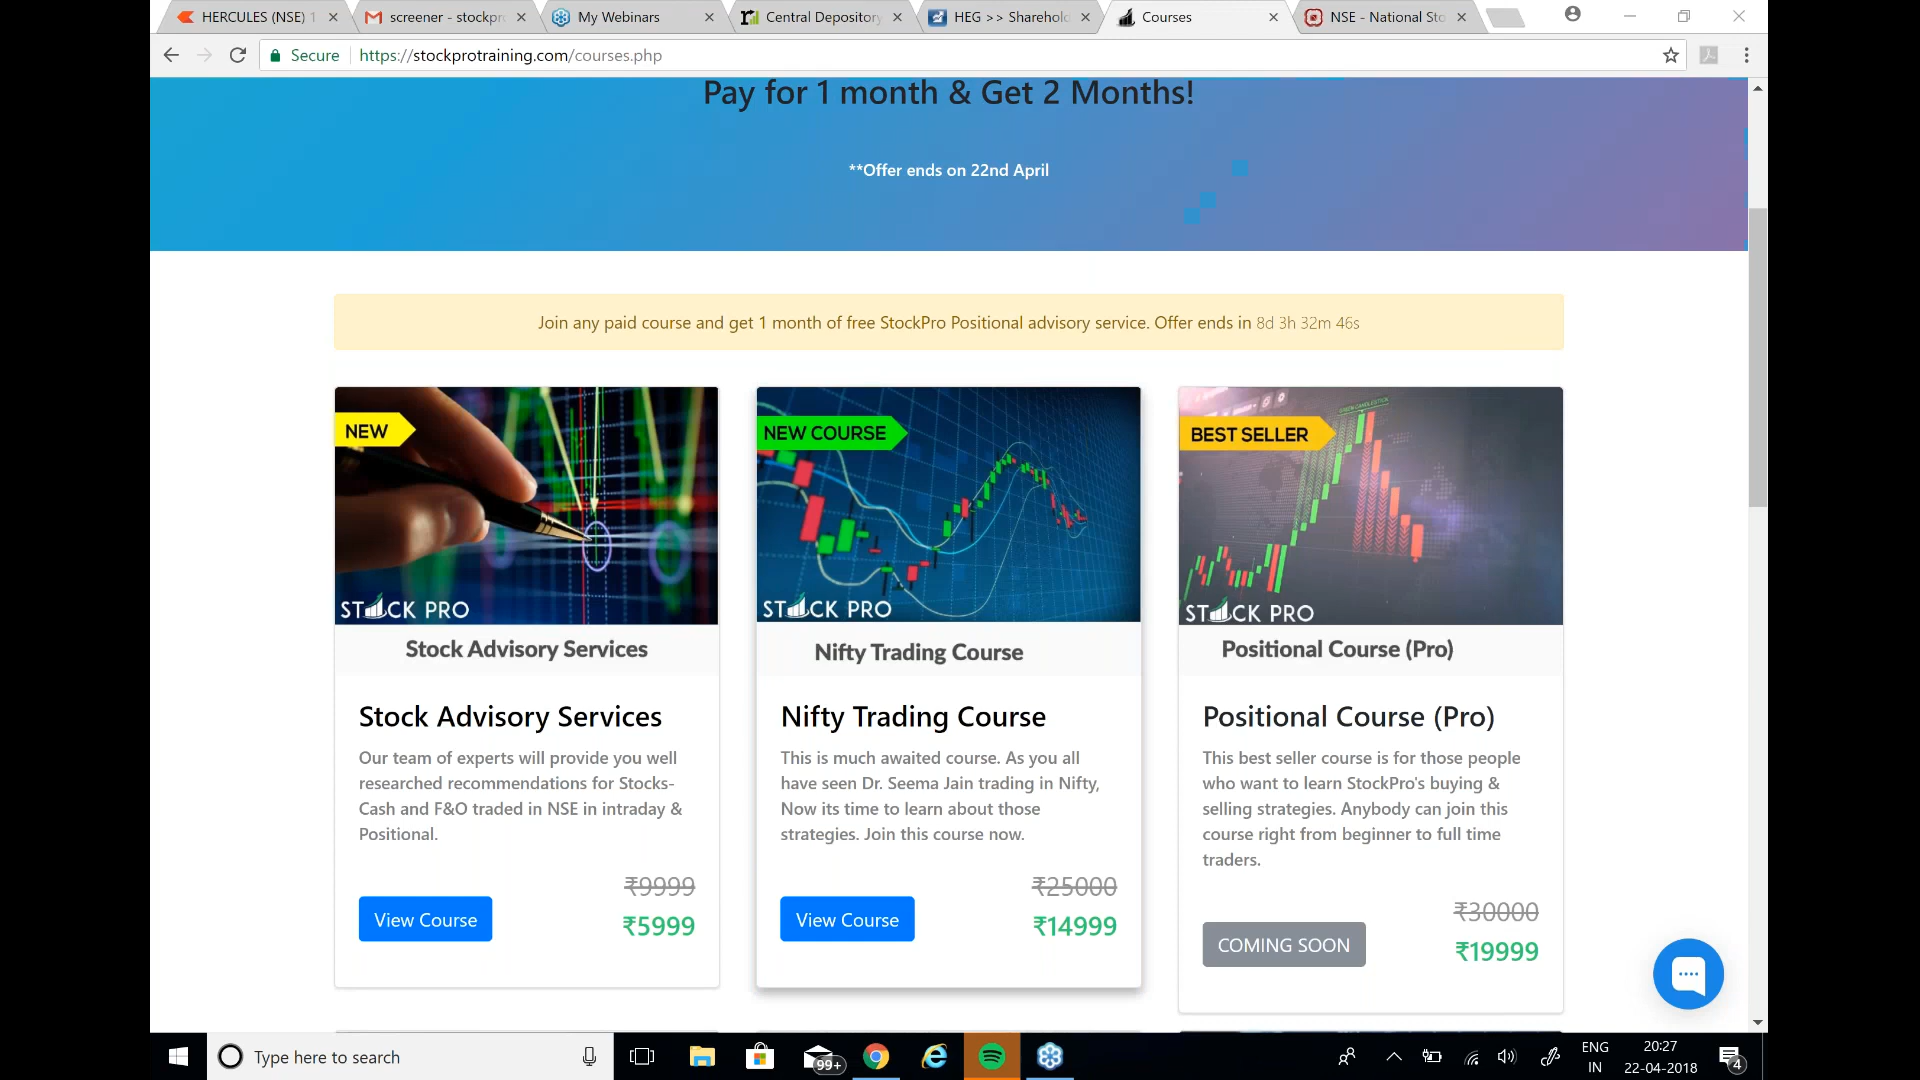 HERCULES (NSE) 1
screener - stockpro
My Webinars
Central Depository
HEG >> Sharehol
Courses
NSE - National Sto
Secure
https://stockprotraining.com/courses.php
Pay for 1 month & Get 2 Months!
**Offer ends on 22nd April
Join any paid course and get 1 month of free StockPro Positional advisory service. Offer ends in 8d 3h 32m 46s
NEW
STOCK PRO
Stock Advisory Services
Stock Advisory Services
Our team of experts will provide you well
researched recommendations for Stocks-
Cash and F&O traded in NSE in intraday &
Positional.
₹9999
View Course
₹5999
NEW COURSE
STOCK PRO
Nifty Trading Course
Nifty Trading Course
This is much awaited course. As you all
have seen Dr. Seema Jain trading in Nifty,
Now its time to learn about those
strategies. Join this course now.
₹25000
View Course
₹14999
BEST SELLER
STOCK PRO
Positional Course (Pro)
Positional Course (Pro)
This best seller course is for those people
who want to learn StockPro's buying &
selling strategies. Anybody can join this
course right from beginner to full time
traders.
₹30000
COMING SOON
₹19999
Type here to search
99+
ENG
IN
20:27
22-04-2018
4